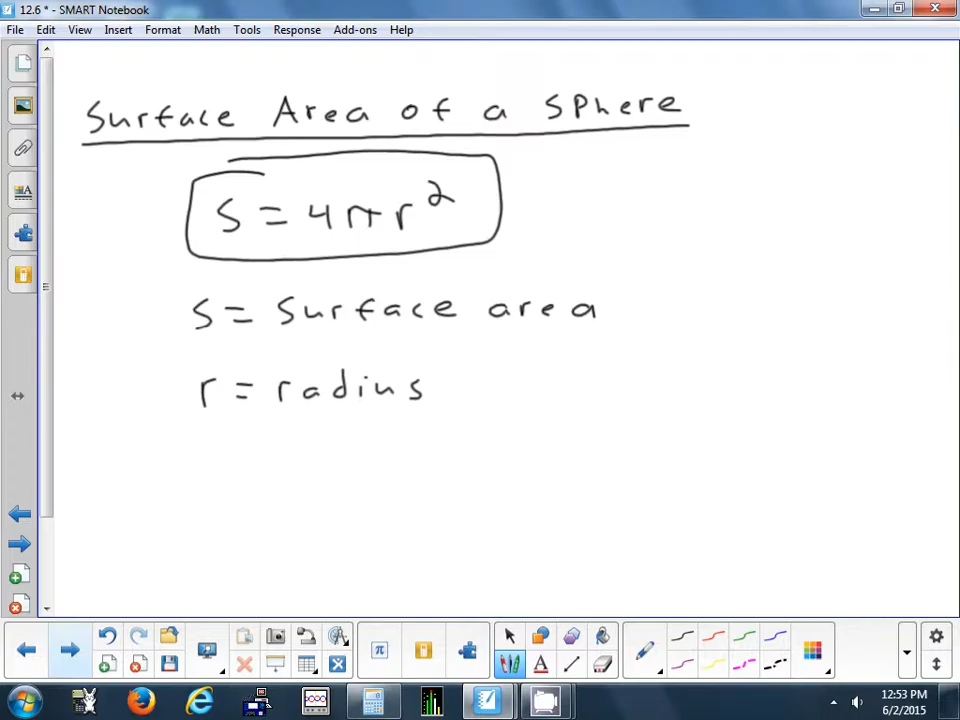 12.6 * - SMART Notebook
File Edit View Insert Format Math Tools Response Add-ons Help
Surface Area of a Sphere
S = 4πr²
S = Surface area
r = radius
12:53 PM
6/2/2015